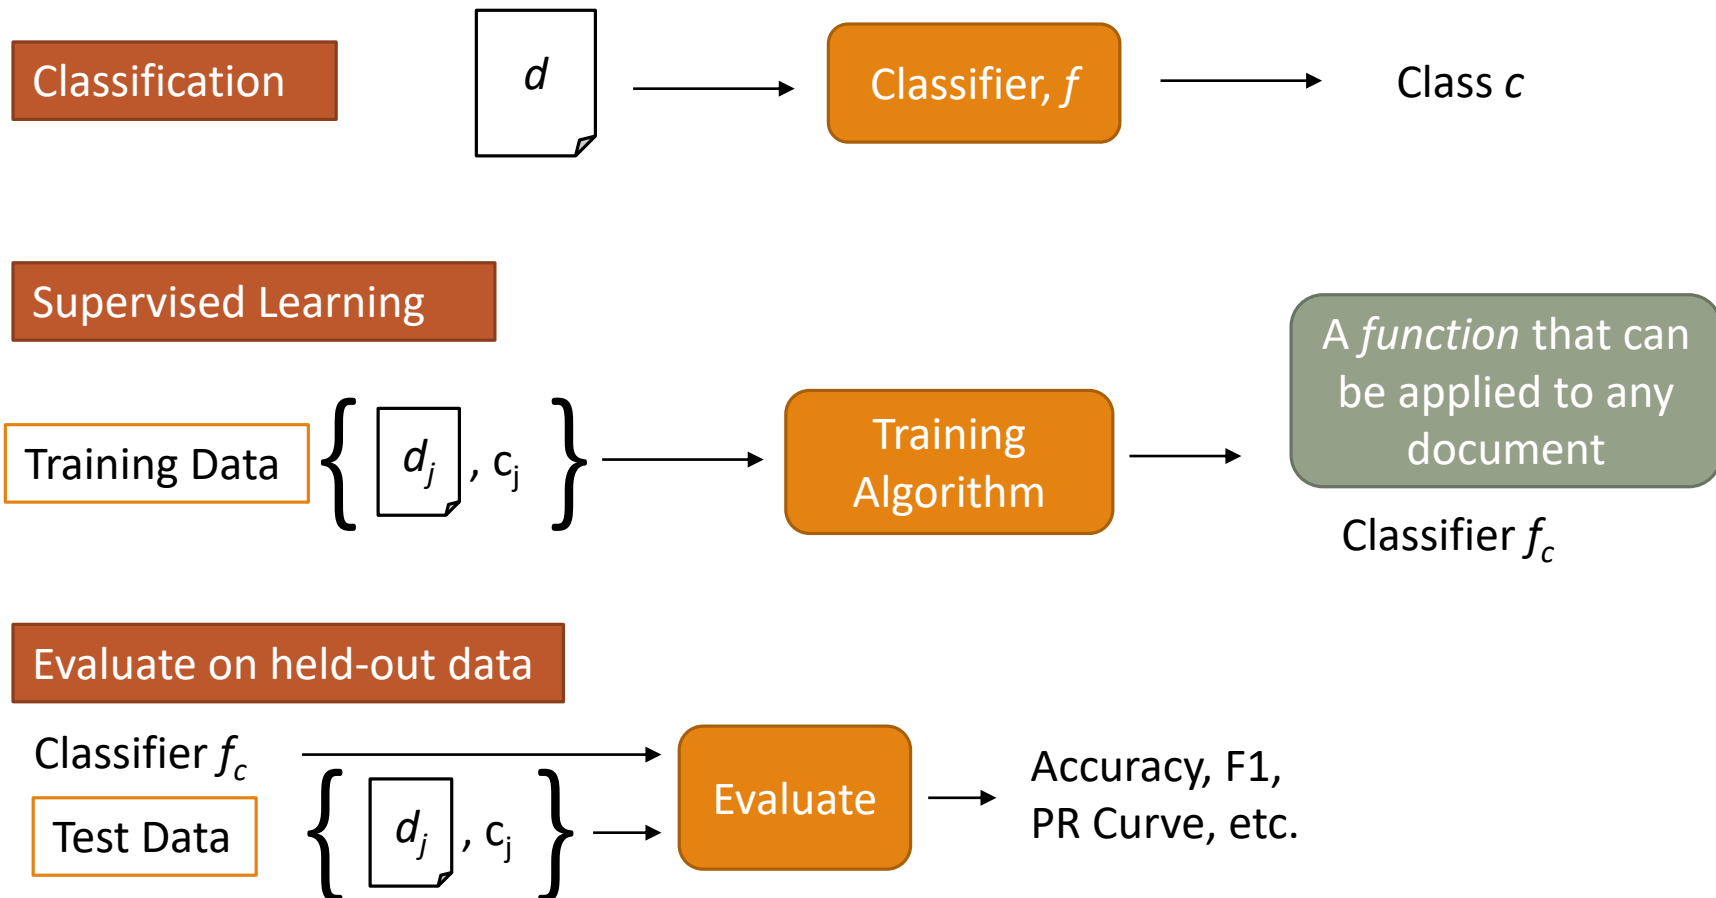 Classification
d
Classifier, f
Class c
Supervised Learning
A function that can
be applied to any
document
Training Data
{ dj , cj }
Training
Algorithm
Classifier fc
Evaluate on held-out data
Classifier fc
Test Data
{ dj , cj }
Evaluate
Accuracy, F1,
PR Curve, etc.